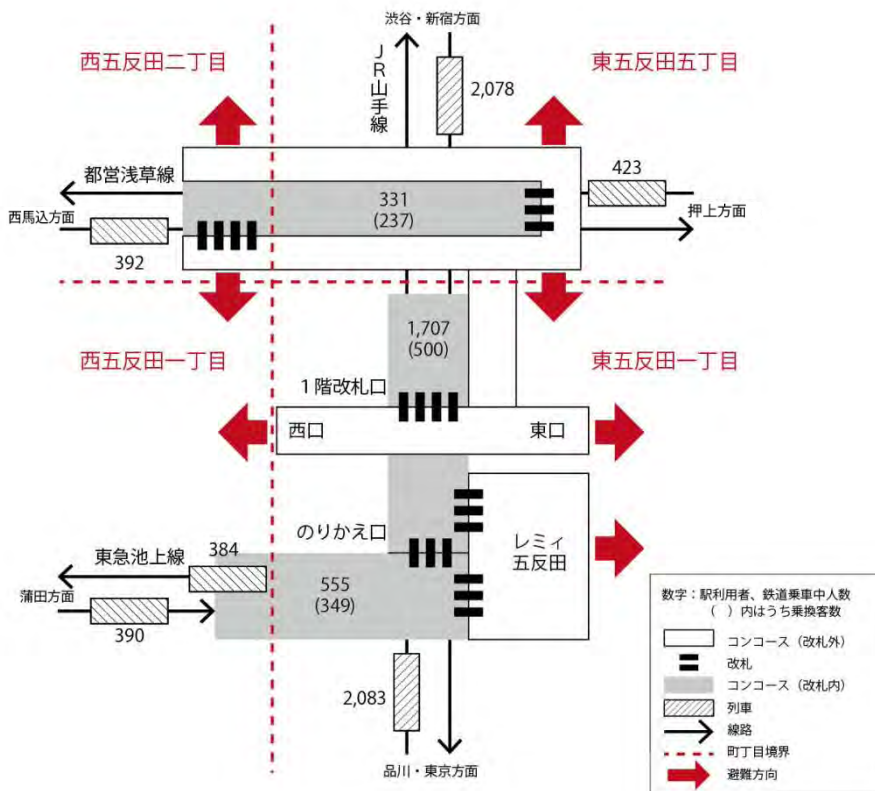 渋谷・新宿方面
西五反田二丁目
JR山手線
2,078
東五反田五丁目
都営浅草線
331
(237)
423
西馬込方面
392
押上方面
西五反田一丁目
1,707
(500)
東五反田一丁目
1階改札口
西口
東口
のりかえ口
レミィ
五反田
東急池上線
384
蒲田方面
390
555
(349)
2,083
品川・東京方面
数字：駅利用者、鉄道乗車中人数
（　）内はうち乗換客数
コンコース（改札外）
改札
コンコース（改札内）
列車
線路
町丁目境界
避難方向